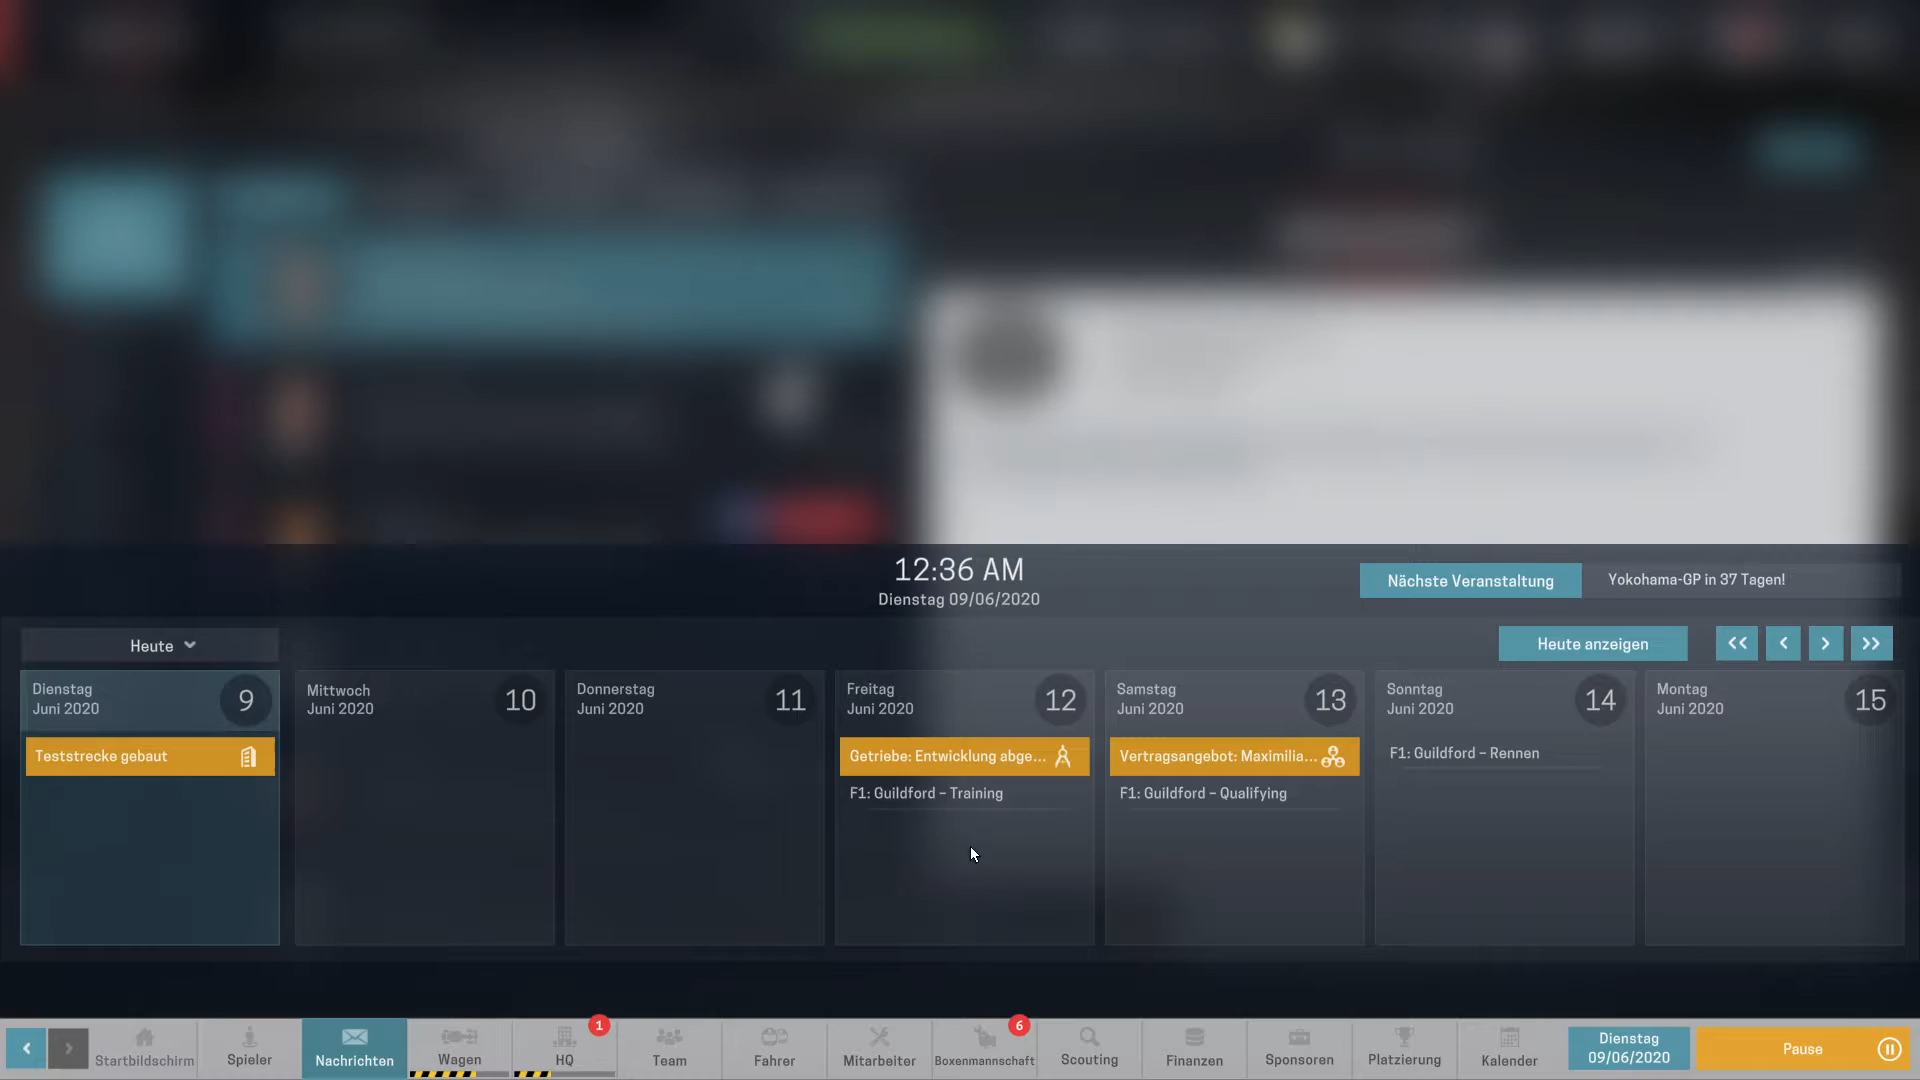 12:36 AM
Dienstag 09/06/2020
Nächste Veranstaltung
Yokohama-GP in 37 Tagen!
Heute
Heute anzeigen
Dienstag
Juni 2020
9
Teststrecke gebaut
Mittwoch
Juni 2020
10
Donnerstag
Juni 2020
11
Freitag
Juni 2020
12
Getriebe: Entwicklung abge...
F1: Guildford – Training
Samstag
Juni 2020
13
Vertragsangebot: Maximilia...
F1: Guildford – Qualifying
Sonntag
Juni 2020
14
F1: Guildford – Rennen
Montag
Juni 2020
15
Startbildschirm
Spieler
Nachrichten
Wagen
1
HQ
Team
Fahrer
Mitarbeiter
6
Boxenmannschaft
Scouting
Finanzen
Sponsoren
Platzierung
Kalender
Dienstag
09/06/2020
Pause